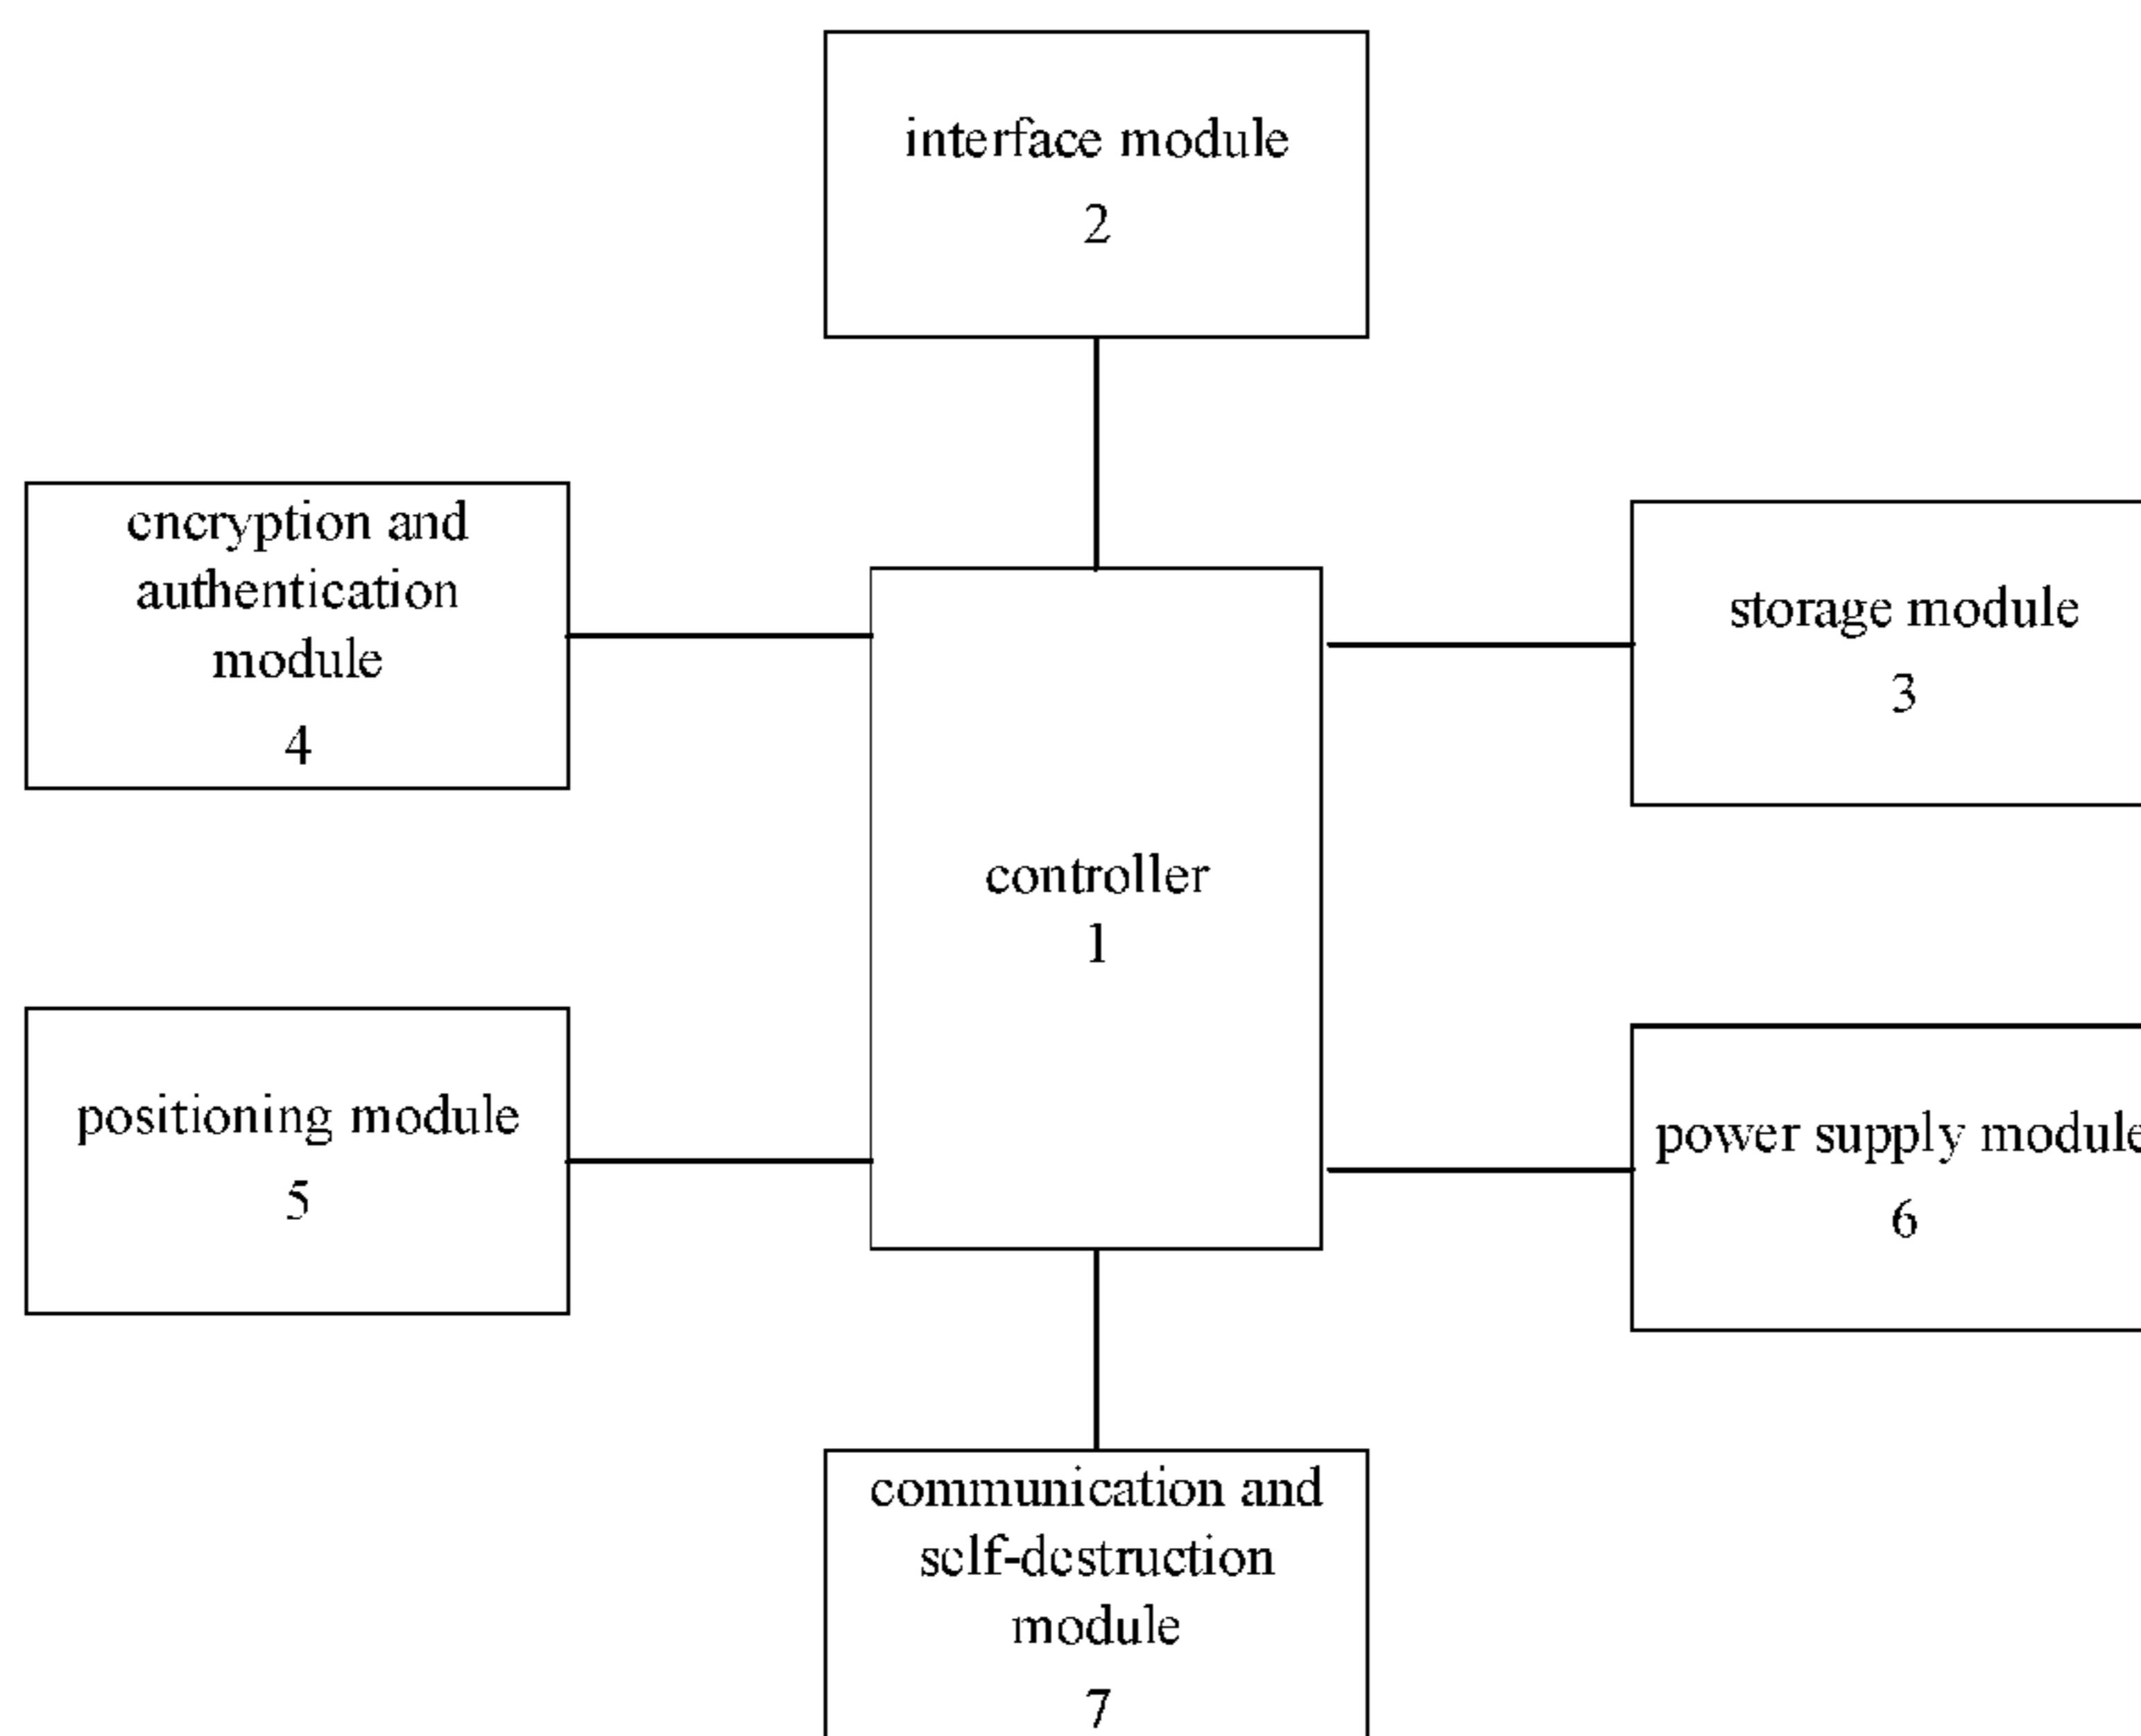 interface module
2
encryption and
authentication
module
4
storage module
3
controller
1
positioning module
5
power supply module
6
communication and
self-destruction
module
7